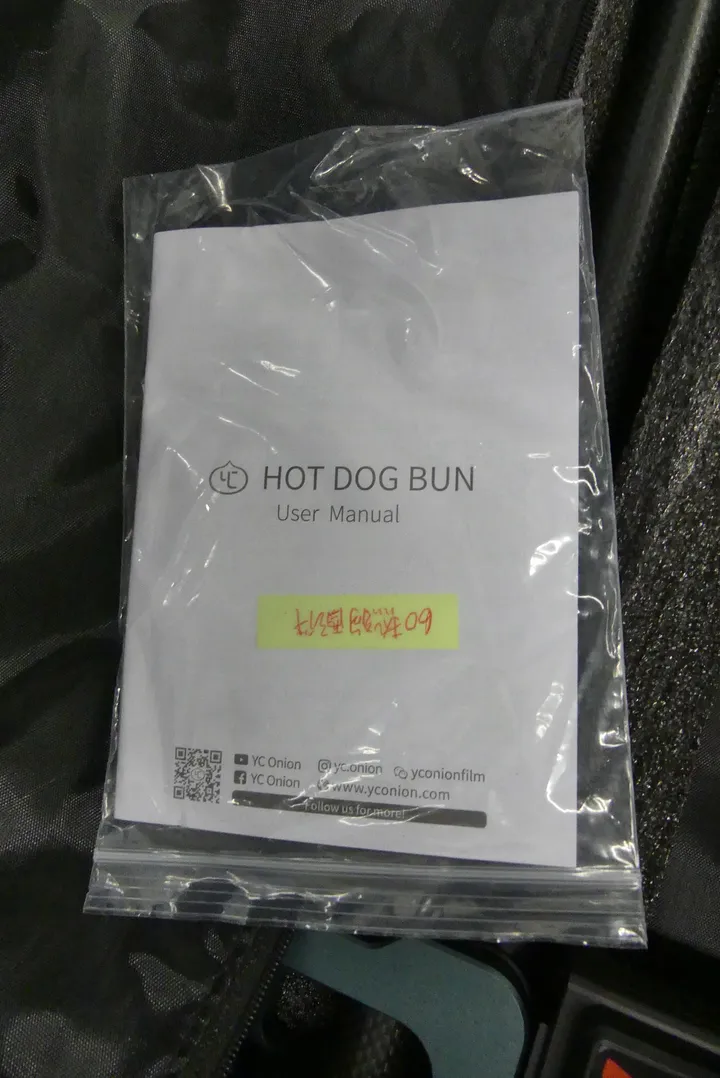 YC HOT DOG BUN
User Manual
YC Onion yc.onion yconionfilm
YC Onion www.yconion.com
Follow us for more!